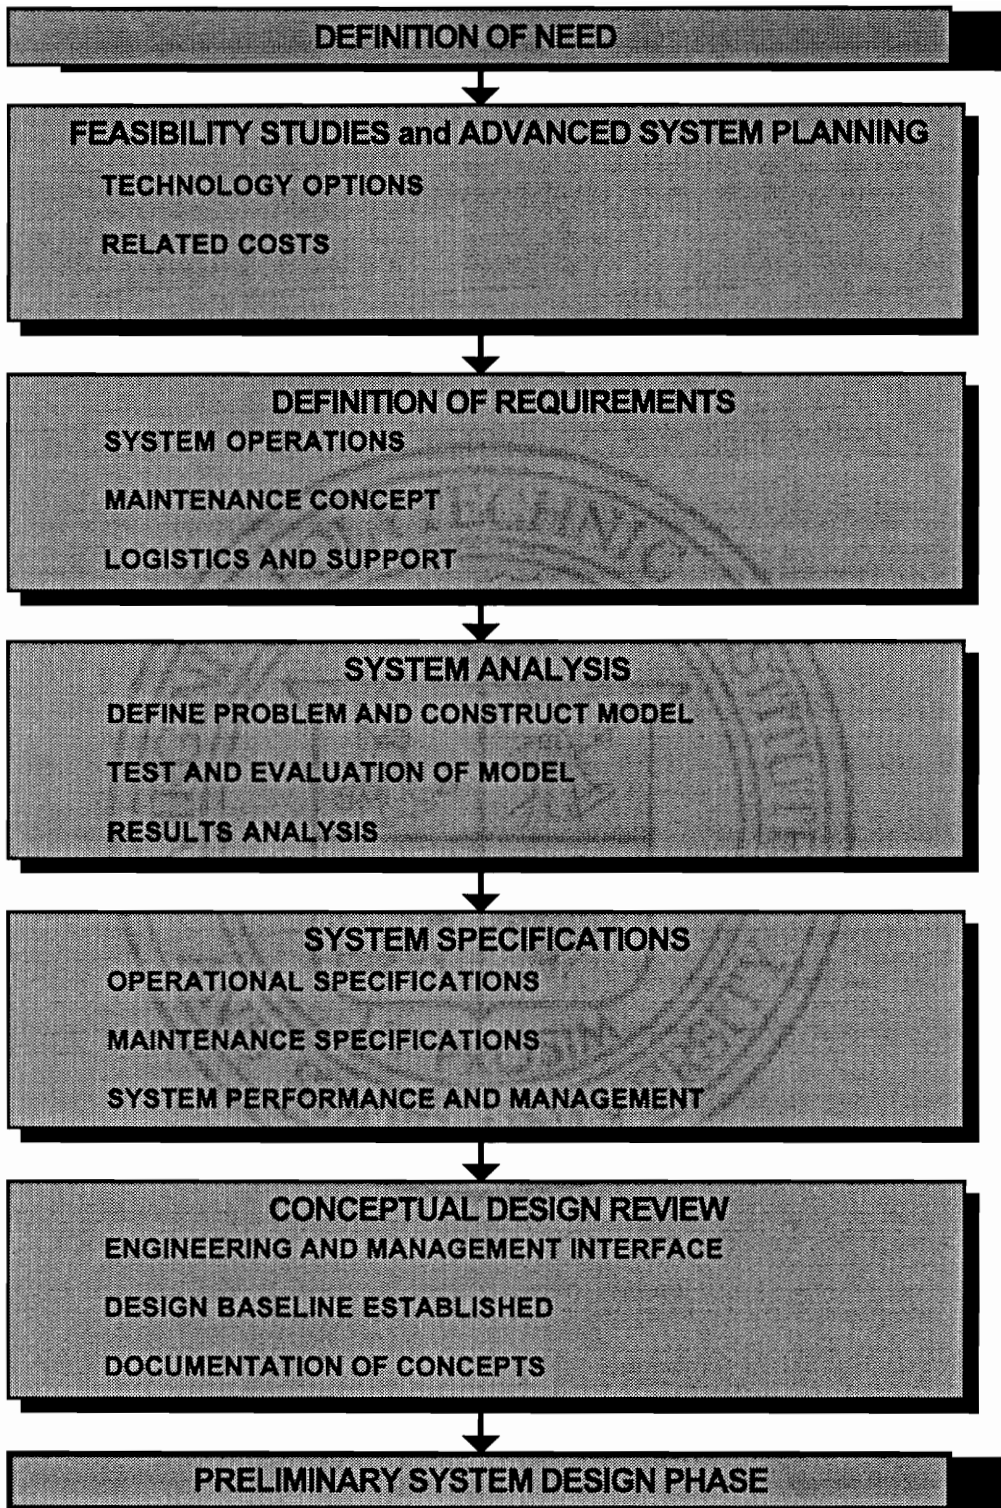 DEFINITION OF NEED
FEASIBILITY STUDIES and ADVANCED SYSTEM PLANNING
TECHNOLOGY OPTIONS
RELATED COSTS
DEFINITION OF REQUIREMENTS
SYSTEM OPERATIONS
MAINTENANCE CONCEPT
LOGISTICS AND SUPPORT
SYSTEM ANALYSIS
DEFINE PROBLEM AND CONSTRUCT MODEL
TEST AND EVALUATION OF MODEL
RESULTS ANALYSIS
SYSTEM SPECIFICATIONS
OPERATIONAL SPECIFICATIONS
MAINTENANCE SPECIFICATIONS
SYSTEM PERFORMANCE AND MANAGEMENT
CONCEPTUAL DESIGN REVIEW
ENGINEERING AND MANAGEMENT INTERFACE
DESIGN BASELINE ESTABLISHED
DOCUMENTATION OF CONCEPTS
PRELIMINARY SYSTEM DESIGN PHASE